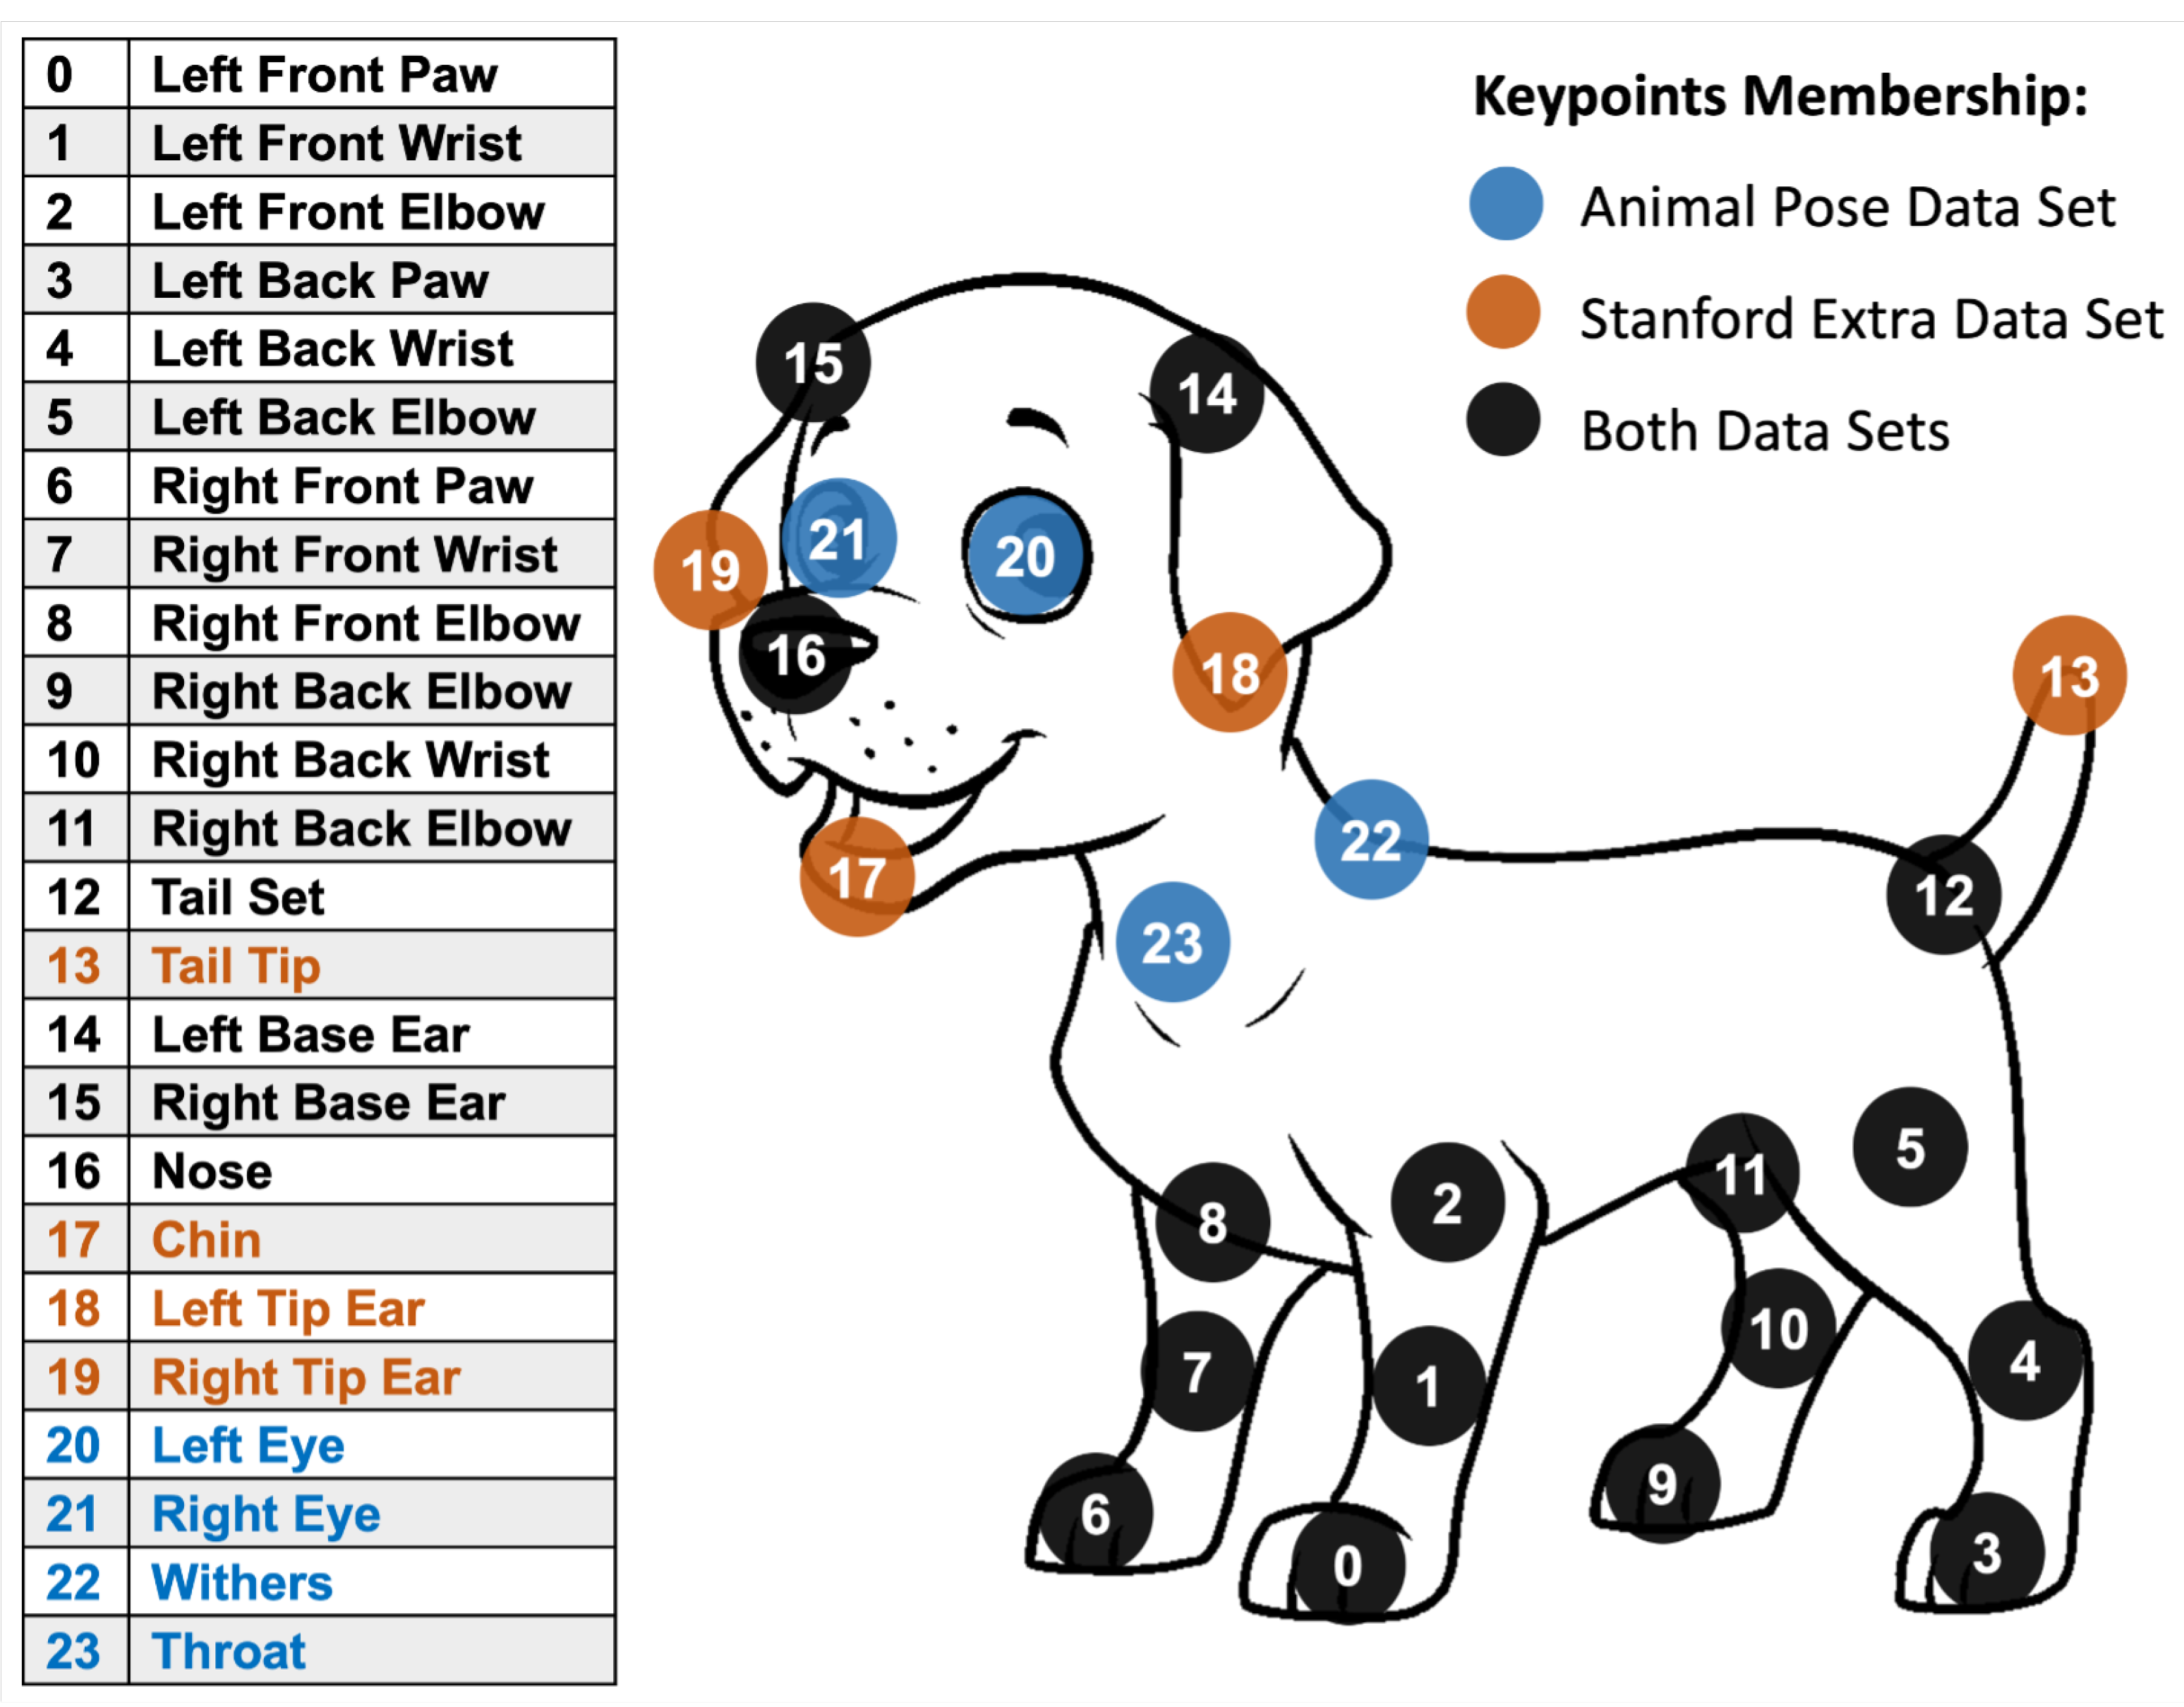 0 Left Front Paw
1 Left Front Wrist
2 Left Front Elbow
3 Left Back Paw
4 Left Back Wrist
5 Left Back Elbow
6 Right Front Paw
7 Right Front Wrist
8 Right Front Elbow
9 Right Back Elbow
10 Right Back Wrist
11 Right Back Elbow
12 Tail Set
13 Tail Tip
14 Left Base Ear
15 Right Base Ear
16 Nose
17 Chin
18 Left Tip Ear
19 Right Tip Ear
20 Left Eye
21 Right Eye
22 Withers
23 Throat
Keypoints Membership:
Animal Pose Data Set
Stanford Extra Data Set
Both Data Sets
15
14
21
20
19
16
18
13
22
17
12
23
5
11
2
8
10
4
7
1
9
6
3
0